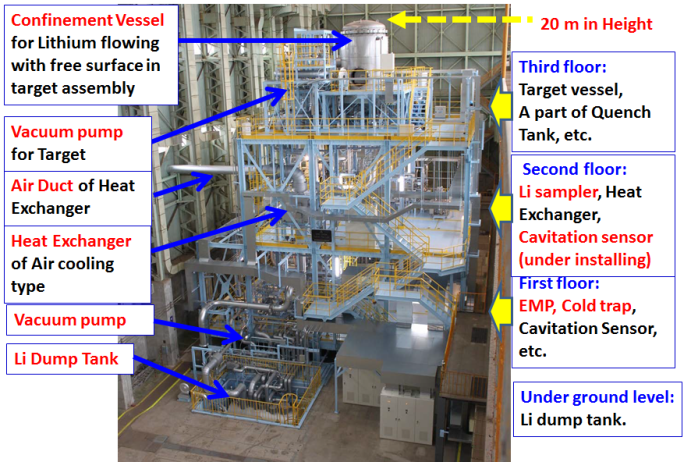 Confinement Vessel
for Lithium flowing
with free surface in
target assembly
Vacuum pump
for Target
Air Duct of Heat
Exchanger
Heat Exchanger
of Air cooling
type
Vacuum pump
Li Dump Tank
20 m in Height
Third floor:
Target vessel,
A part of Quench
Tank, etc.
Second floor:
Li sampler, Heat
Exchanger,
Cavitation sensor
(under installing)
First floor:
EMP, Cold trap,
Cavitation Sensor,
etc.
Under ground level:
Li dump tank.